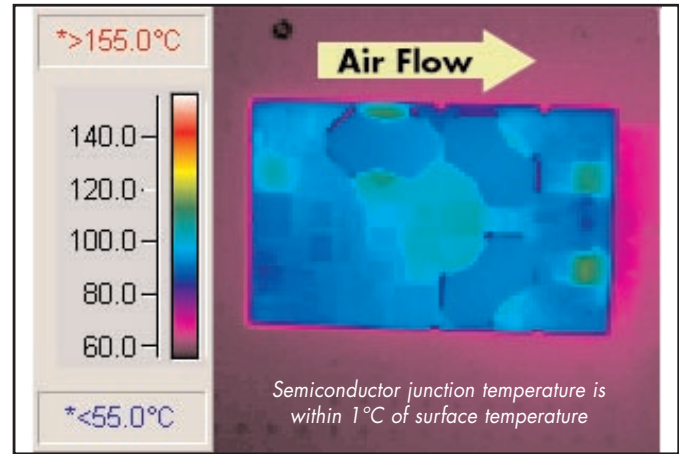 *>155.0°C
Air Flow
140.0
120.0
100.0
80.0
60.0
*<55.0°C
Semiconductor junction temperature is
within 1°C of surface temperature